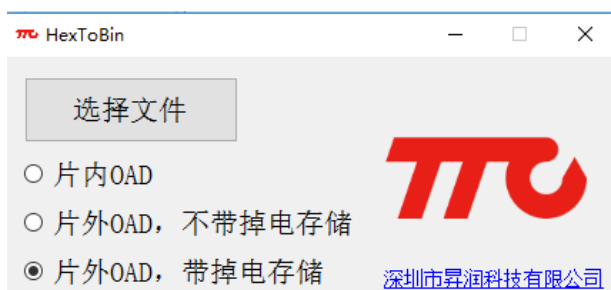 HexToBin
选择文件
片内OAD
片外OAD，不带掉电存储
片外OAD，带掉电存储
深圳市昇润科技有限公司